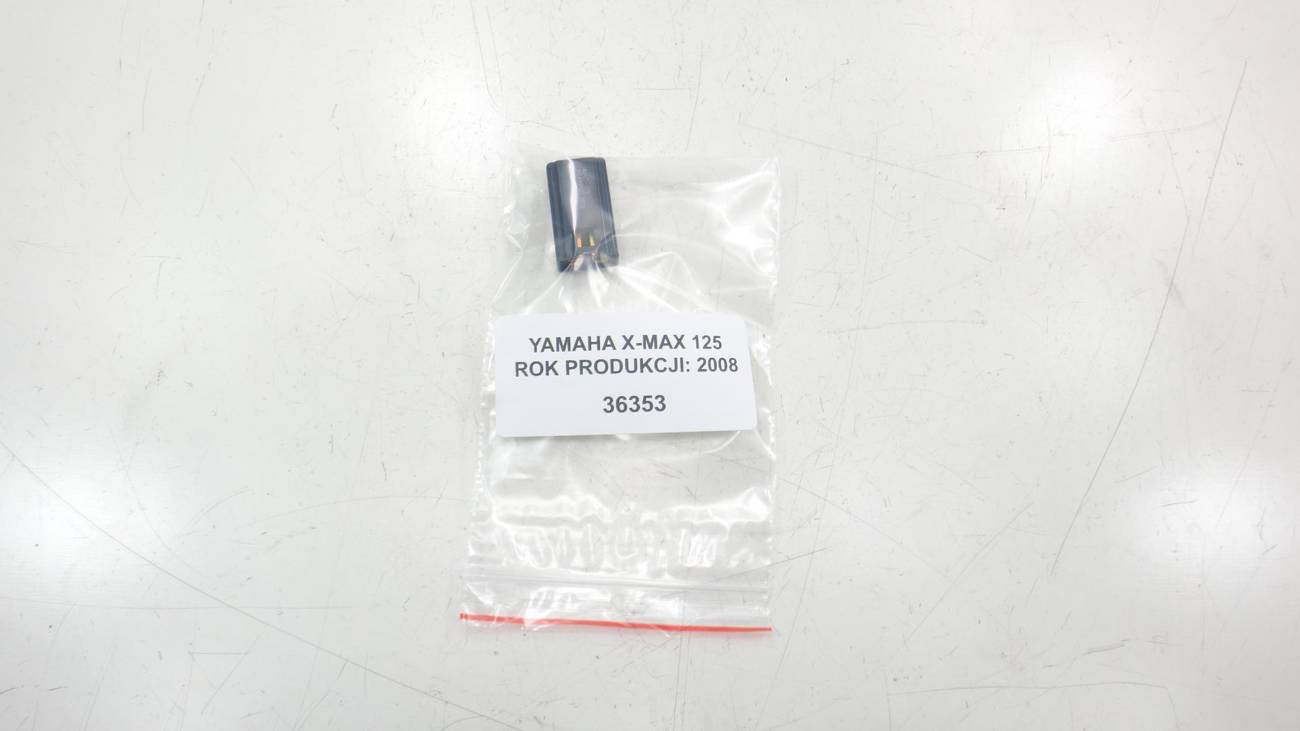 YAMAHA X-MAX 125
ROK PRODUKCJI: 2008
36353